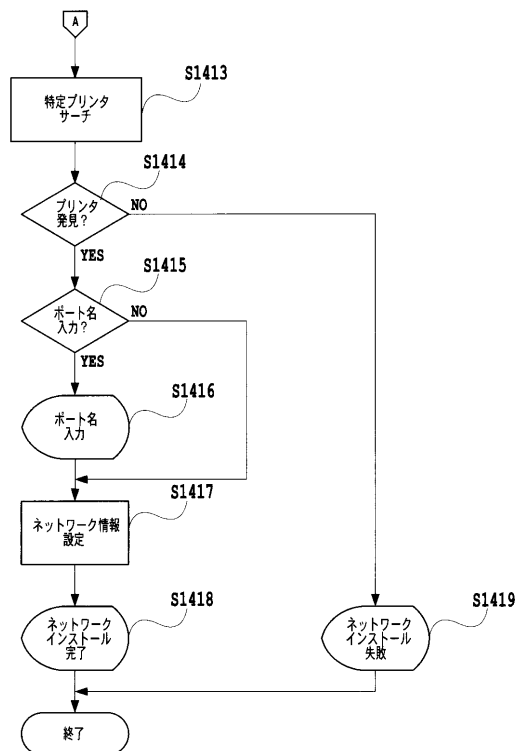 A
S1413
特定プリンタ
サーチ
S1414
プリンタ
発見?
NO
YES
S1415
ポート名
入力?
NO
YES
S1416
ポート名
入力
S1417
ネットワーク情報
設定
S1418
ネットワーク
インストール
完了
S1419
ネットワーク
インストール
失敗
終了